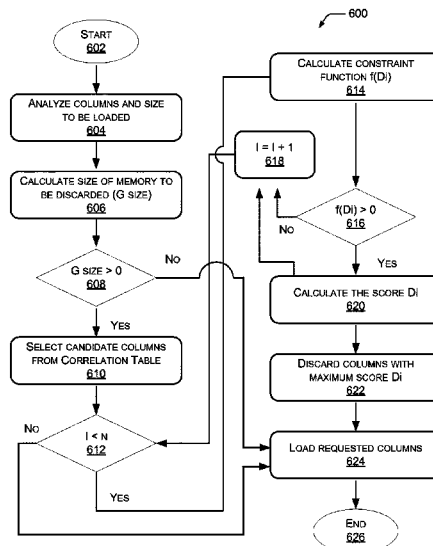 600
START
602
ANALYZE COLUMNS AND SIZE
TO BE LOADED
604
CALCULATE SIZE OF MEMORY TO
BE DISCARDED (G SIZE)
606
G SIZE > 0
608
NO
YES
SELECT CANDIDATE COLUMNS
FROM CORRELATION TABLE
610
I < N
612
NO
YES
CALCULATE CONSTRAINT
FUNCTION f(Di)
614
f(Di) > 0
616
NO
YES
I = I + 1
618
CALCULATE THE SCORE Di
620
DISCARD COLUMNS WITH
MAXIMUM SCORE Di
622
LOAD REQUESTED COLUMNS
624
END
626